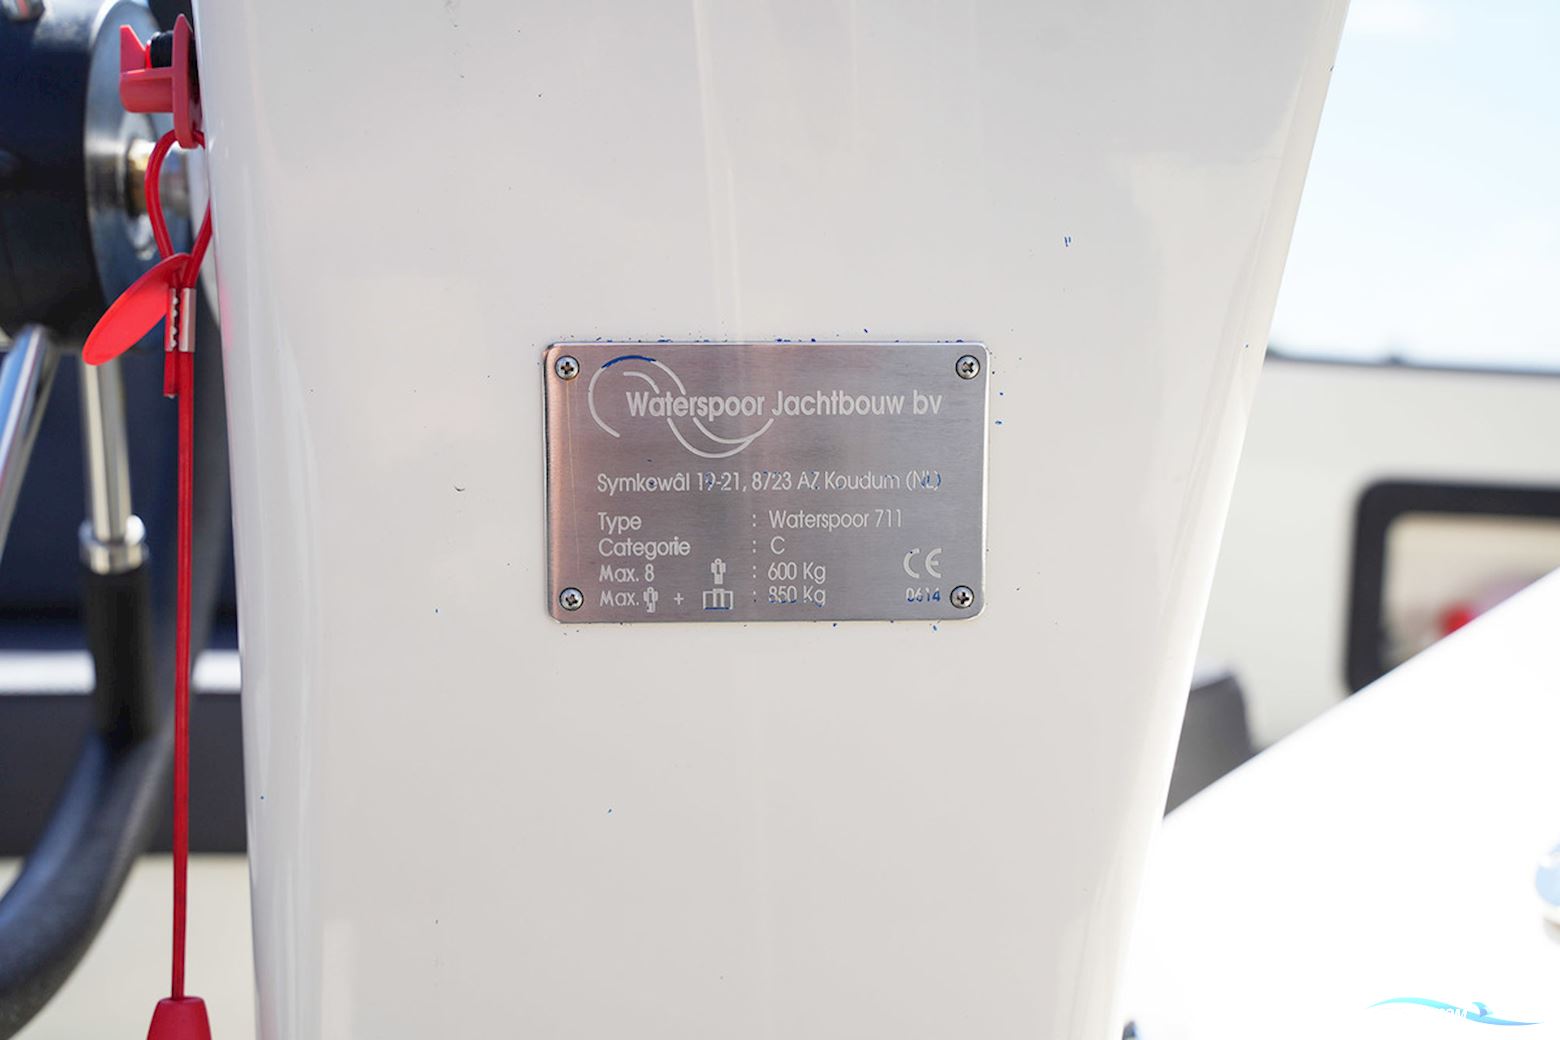 Waterspoor Jachtbouw bv
Symkowâl 19-21, 8723 AZ Koudum (NL)
Type : Waterspoor 711
Categorie : C
Max. 8 : 600 Kg
Max. + : 850 Kg
CE
0614